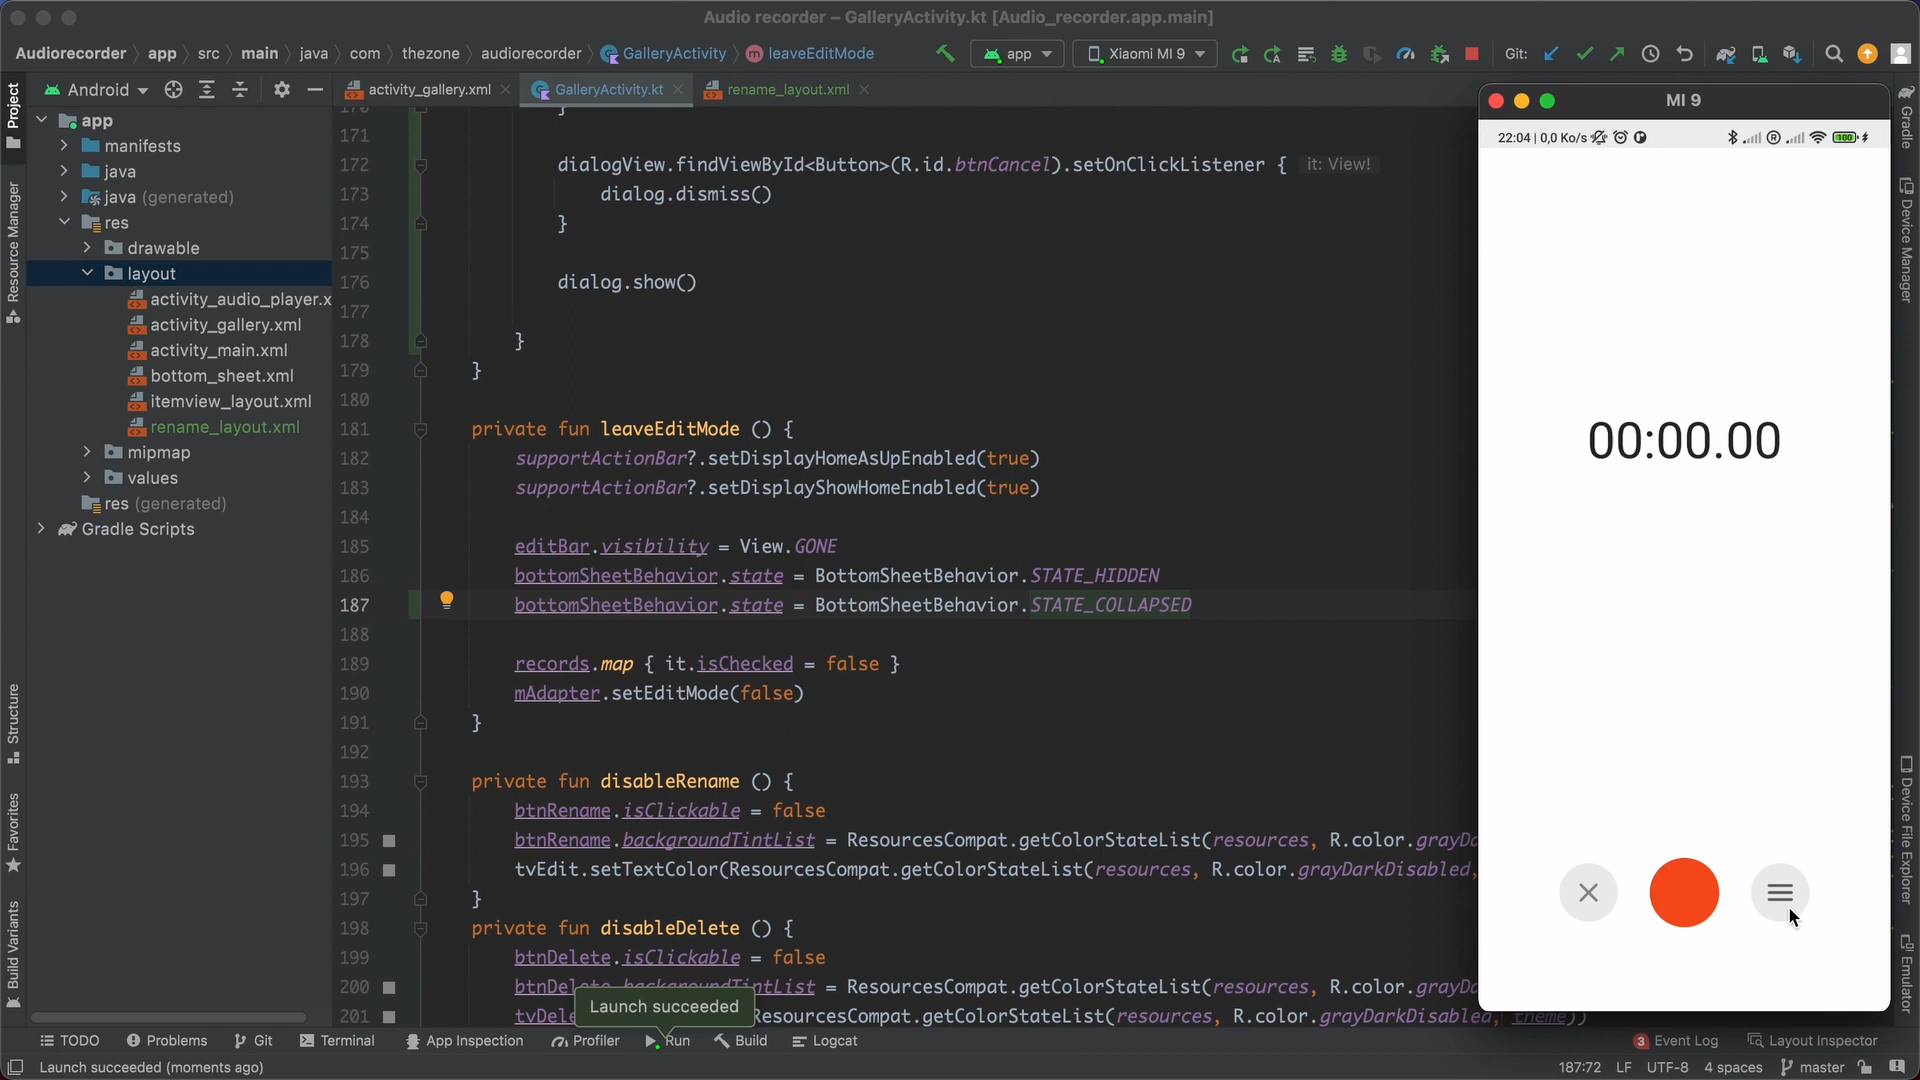 Audio recorder – GalleryActivity.kt [Audio_recorder.app.main]
Audiorecorder app src main java com thezone audiorecorder GalleryActivity leaveEditMode
app Xiaomi MI 9 Git:
Android
activity_gallery.xml GalleryActivity.kt rename_layout.xml
Project
Resource Manager
Structure
Favorites
Build Variants
app
manifests
java
java (generated)
res
drawable
layout
activity_audio_player.x
activity_gallery.xml
activity_main.xml
bottom_sheet.xml
itemview_layout.xml
rename_layout.xml
mipmap
values
res (generated)
Gradle Scripts
170 }
171
172 dialogView.findViewById<Button>(R.id.btnCancel).setOnClickListener { it: View!
173 dialog.dismiss()
174 }
175
176 dialog.show()
177
178 }
179 }
180
181 private fun leaveEditMode () {
182 supportActionBar?.setDisplayHomeAsUpEnabled(true)
183 supportActionBar?.setDisplayShowHomeEnabled(true)
184
185 editBar.visibility = View.GONE
186 bottomSheetBehavior.state = BottomSheetBehavior.STATE_HIDDEN
187 bottomSheetBehavior.state = BottomSheetBehavior.STATE_COLLAPSED
188
189 records.map { it.isChecked = false }
190 mAdapter.setEditMode(false)
191 }
192
193 private fun disableRename () {
194 btnRename.isClickable = false
195 btnRename.backgroundTintList = ResourcesCompat.getColorStateList(resources, R.color.grayDa
196 tvEdit.setTextColor(ResourcesCompat.getColorStateList(resources, R.color.grayDarkDisabled,
197 }
198 private fun disableDelete () {
199 btnDelete.isClickable = false
200 btnDelete.backgroundTintList = ResourcesCompat.getColorStateList(resources, R.color.grayDa
201 tvDele ResourcesCompat.getColorStateList(resources, R.color.grayDarkDisabled, theme))
Launch succeeded
MI 9
22:04 | 0,0 Ko/s
100
00:00.00
Gradle
Device Manager
Device File Explorer
Emulator
TODO Problems Git Terminal App Inspection Profiler Run Build Logcat 3 Event Log Layout Inspector
Launch succeeded (moments ago) 187:72 LF UTF-8 4 spaces master